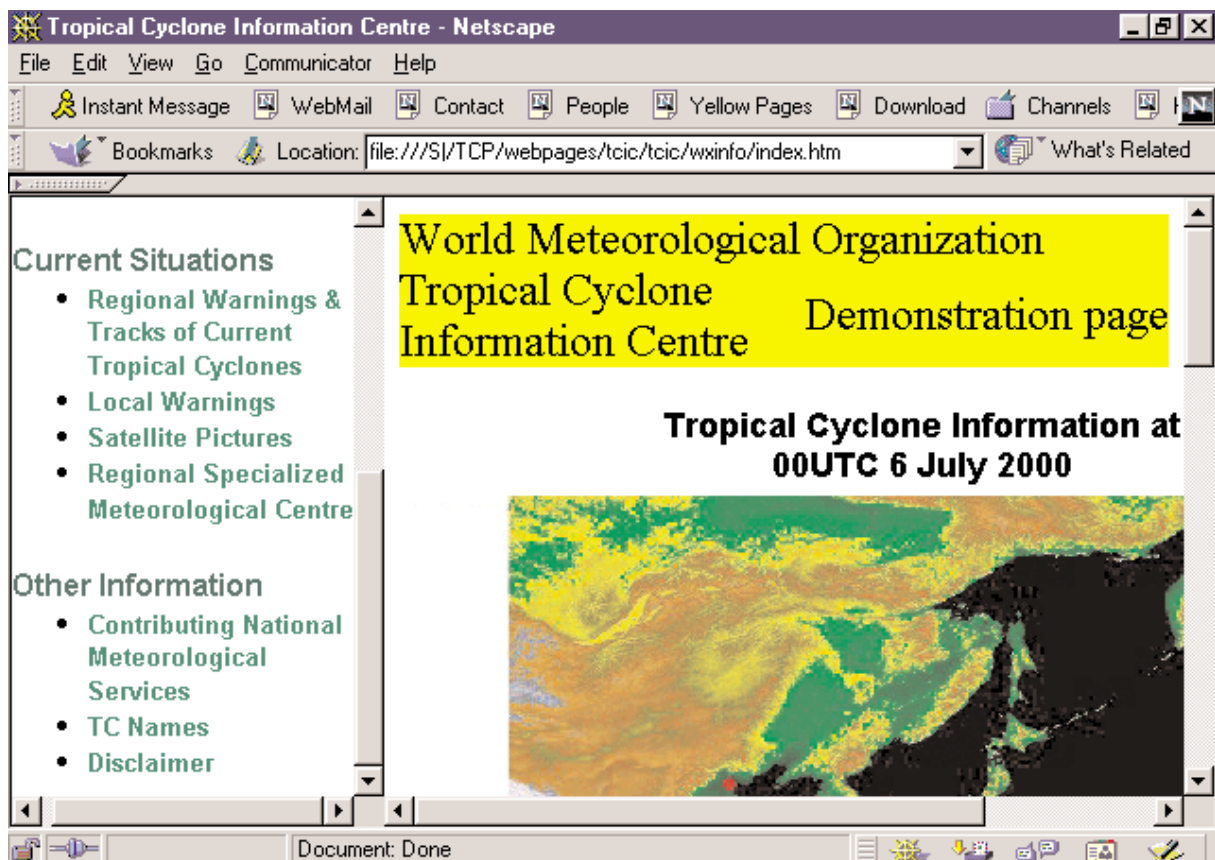 Tropical Cyclone Information Centre - Netscape
File Edit View Go Communicator Help
Instant Message WebMail Contact People Yellow Pages Download Channels
Bookmarks Location: file:///S|/TCP/webpages/tcic/tcic/wxinfo/index.htm What's Related
Current Situations
Regional Warnings &
Tracks of Current
Tropical Cyclones
Local Warnings
Satellite Pictures
Regional Specialized
Meteorological Centre
Other Information
Contributing National
Meteorological
Services
TC Names
Disclaimer
World Meteorological Organization
Tropical Cyclone
Information Centre
Demonstration page
Tropical Cyclone Information at
00UTC 6 July 2000
Document: Done